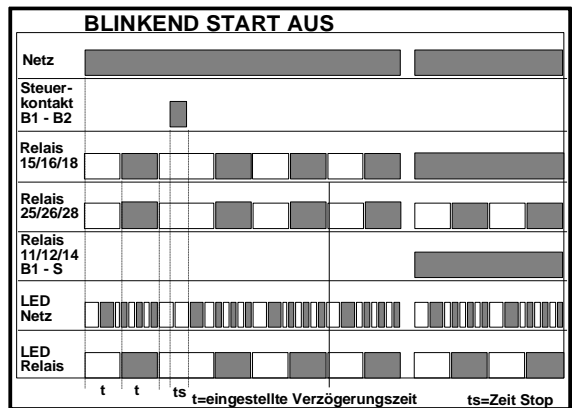 BLINKEND START AUS
Netz
Steuer-
kontakt
B1 - B2
Relais
15/16/18
Relais
25/26/28
Relais
11/12/14
B1 - S
LED
Netz
LED
Relais
t t ts t=eingestellte Verzögerungszeit ts=Zeit Stop